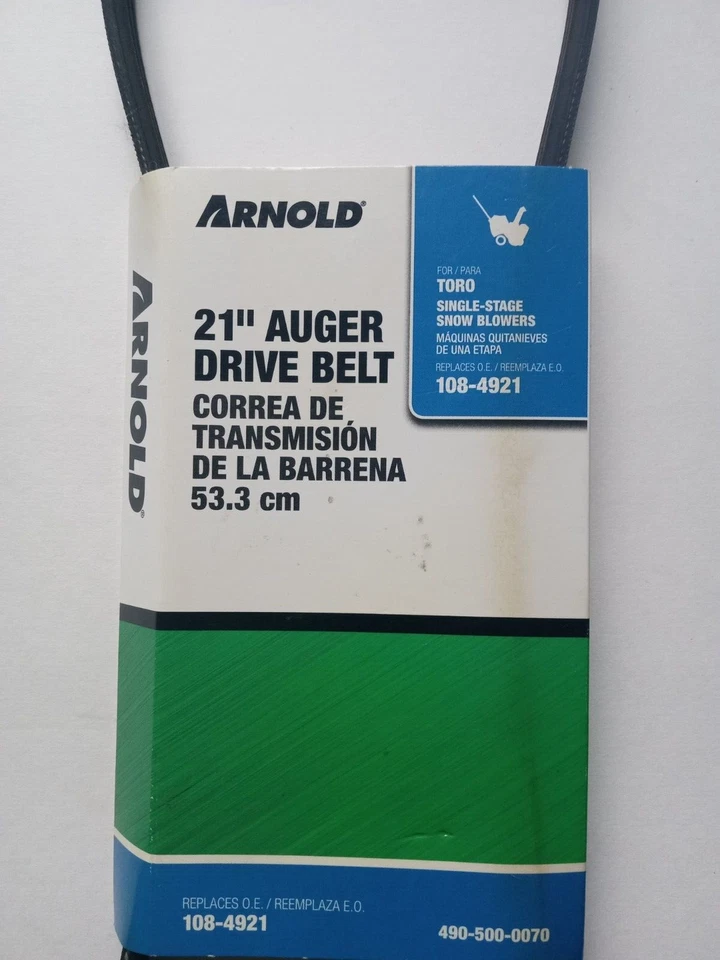 ARNOLD®
FOR / PARA
TORO
SINGLE-STAGE
SNOW BLOWERS
MÁQUINAS QUITANIEVES
DE UNA ETAPA
REPLACES O.E. / REEMPLAZA E.O.
108-4921
21" AUGER
DRIVE BELT
CORREA DE
TRANSMISIÓN
DE LA BARRENA
53.3 cm
ARNOLD®
REPLACES O.E. / REEMPLAZA E.O.
108-4921
490-500-0070